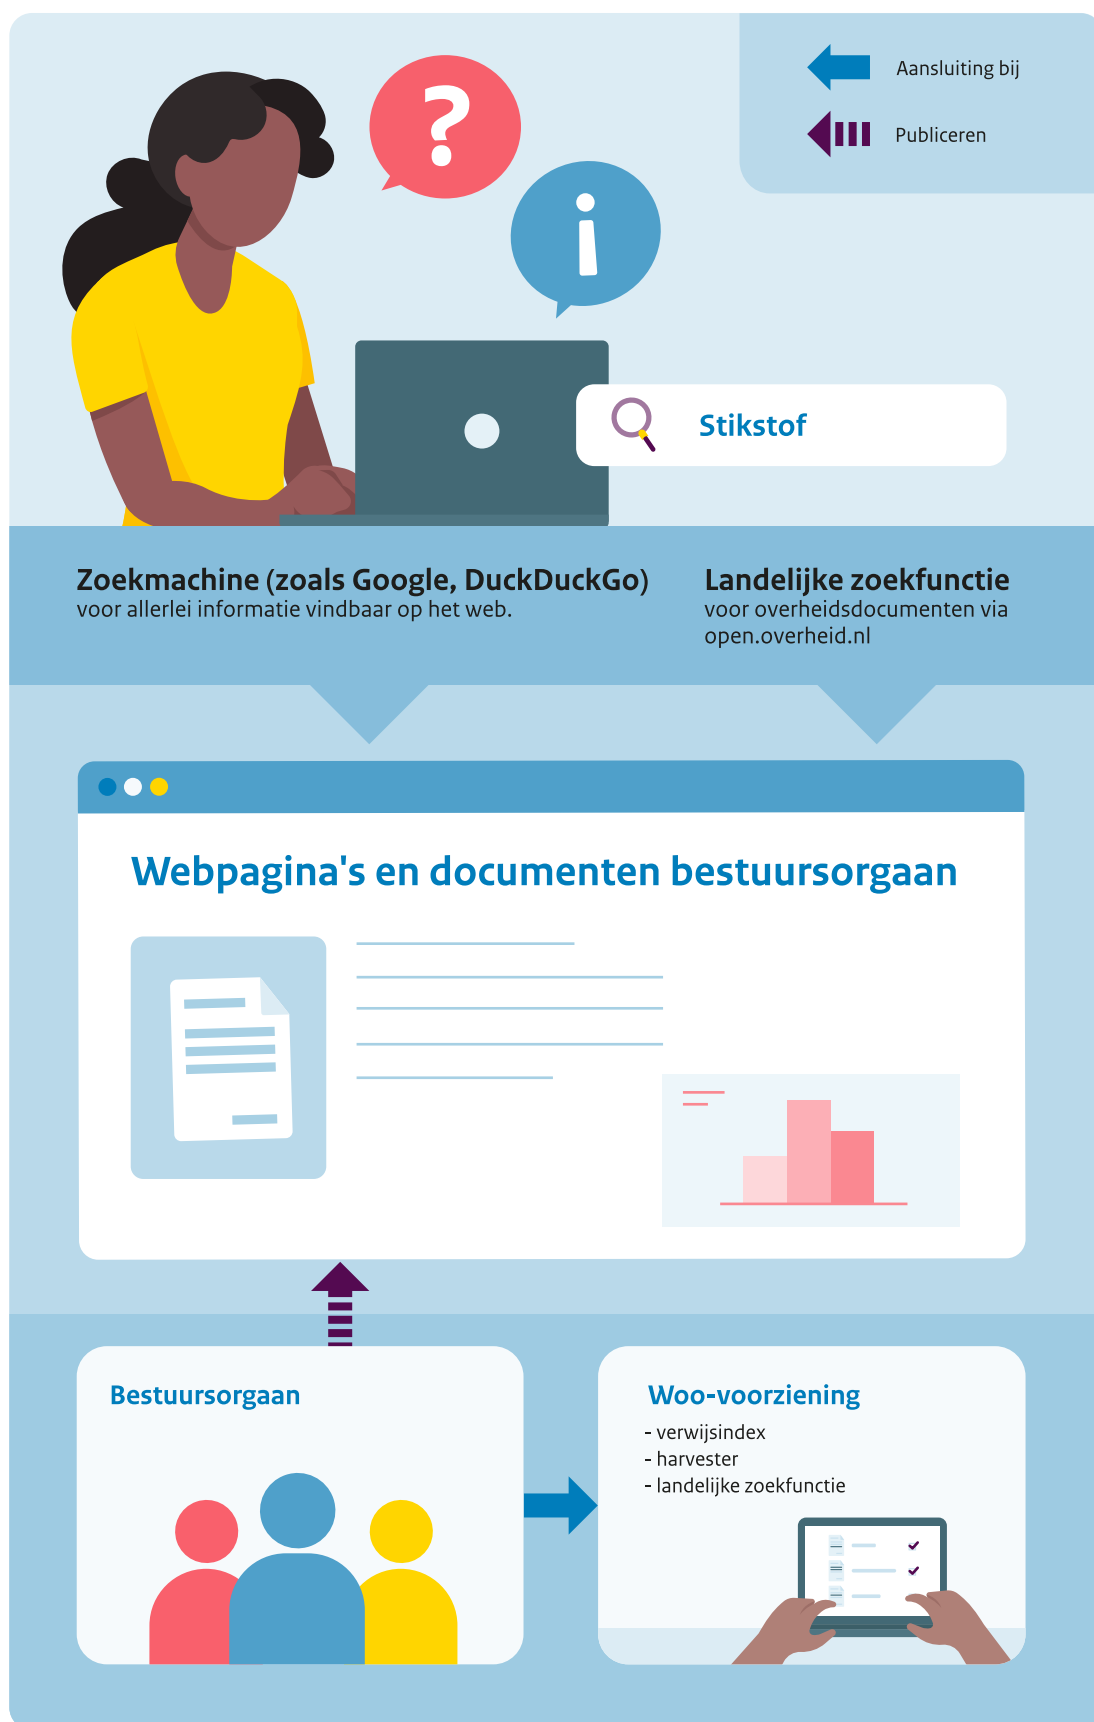 Aansluiting bij
Publiceren
?
i
Stikstof
Zoekmachine (zoals Google, DuckDuckGo)
voor allerlei informatie vindbaar op het web.
Landelijke zoekfunctie
voor overheidsdocumenten via
open.overheid.nl
Webpagina's en documenten bestuursorgaan
Bestuursorgaan
Woo-voorziening
- verwijsindex
- harvester
- landelijke zoekfunctie